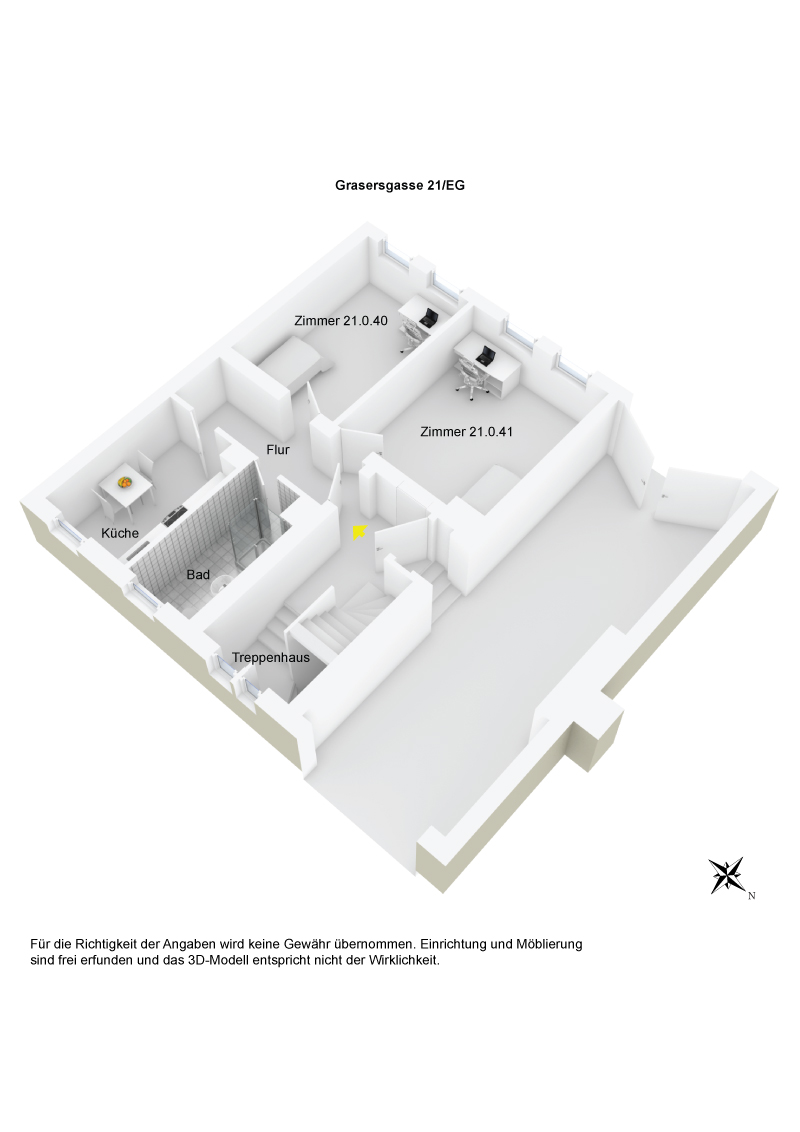 Grasersgasse 21/EG
Zimmer 21.0.40
Zimmer 21.0.41
Flur
Küche
Bad
Treppenhaus
N
Für die Richtigkeit der Angaben wird keine Gewähr übernommen. Einrichtung und Möblierung
sind frei erfunden und das 3D-Modell entspricht nicht der Wirklichkeit.